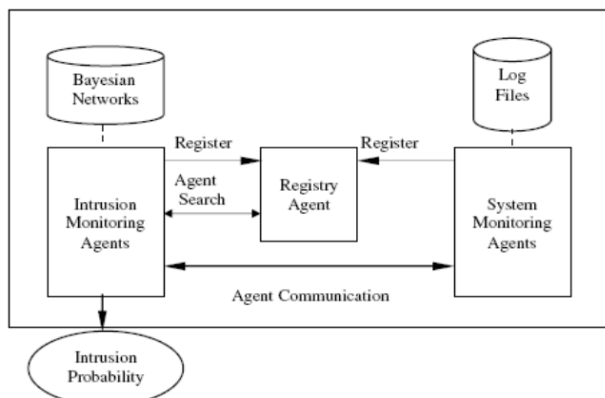 Bayesian
Networks
Log
Files
Register
Register
Agent
Search
Intrusion
Monitoring
Agents
Registry
Agent
System
Monitoring
Agents
Agent Communication
Intrusion
Probability